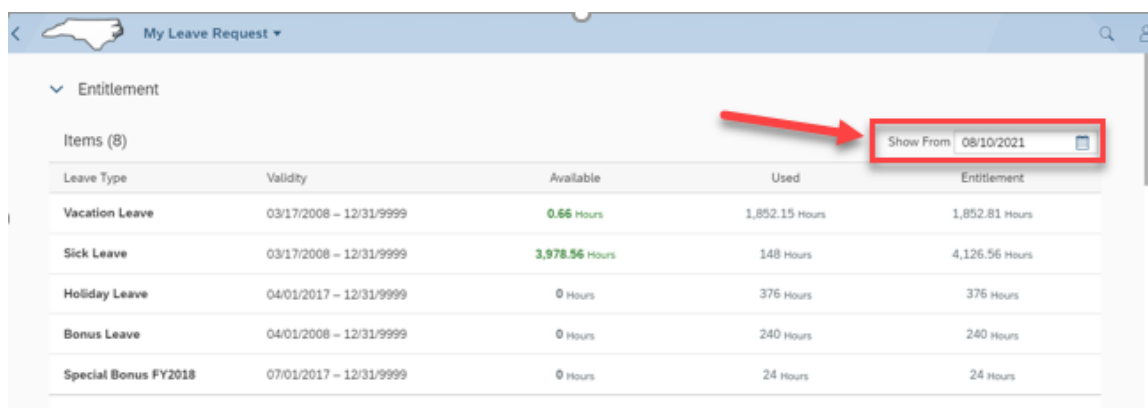 My Leave Request
Entitlement
Items (8)
Show From 08/10/2021
Leave Type Validity Available Used Entitlement
Vacation Leave 03/17/2008 – 12/31/9999 0.66 Hours 1,852.15 Hours 1,852.81 Hours
Sick Leave 03/17/2008 – 12/31/9999 3,978.56 Hours 148 Hours 4,126.56 Hours
Holiday Leave 04/01/2017 – 12/31/9999 0 Hours 376 Hours 376 Hours
Bonus Leave 04/01/2008 – 12/31/9999 0 Hours 240 Hours 240 Hours
Special Bonus FY2018 07/01/2017 – 12/31/9999 0 Hours 24 Hours 24 Hours